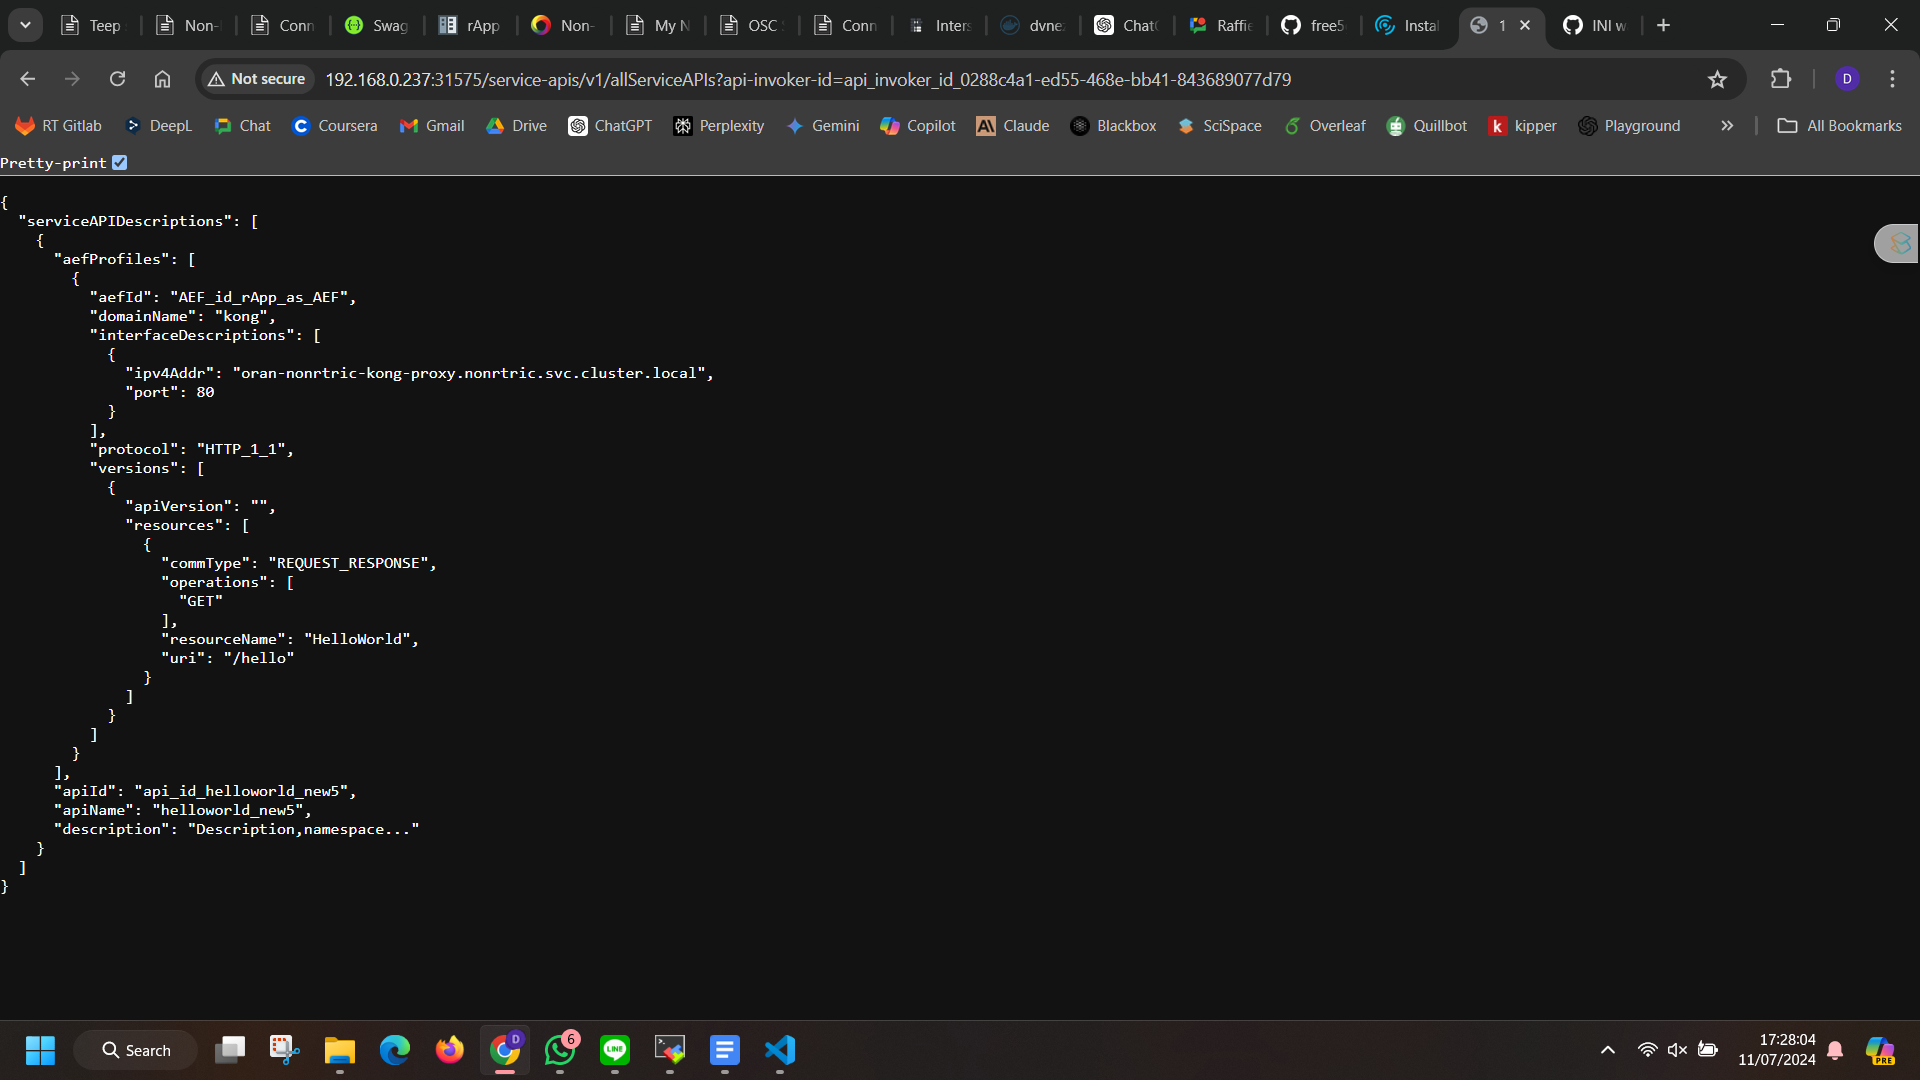 Teep
Non-
Conn
Swag
rApp
Non-
My N
OSC
Conn
Inters
dvne
Chat
Raffie
free5
Instal
1
INI w
Not secure
192.168.0.237:31575/service-apis/v1/allServiceAPIs?api-invoker-id=api_invoker_id_0288c4a1-ed55-468e-bb41-843689077d79
D
RT Gitlab
DeepL
Chat
Coursera
Gmail
Drive
ChatGPT
Perplexity
Gemini
Copilot
Claude
Blackbox
SciSpace
Overleaf
Quillbot
kipper
Playground
All Bookmarks
Pretty-print
{
"serviceAPIDescriptions": [
{
"aefProfiles": [
{
"aefId": "AEF_id_rApp_as_AEF",
"domainName": "kong",
"interfaceDescriptions": [
{
"ipv4Addr": "oran-nonrtric-kong-proxy.nonrtric.svc.cluster.local",
"port": 80
}
],
"protocol": "HTTP_1_1",
"versions": [
{
"apiVersion": "",
"resources": [
{
"commType": "REQUEST_RESPONSE",
"operations": [
"GET"
],
"resourceName": "HelloWorld",
"uri": "/hello"
}
]
}
]
}
],
"apiId": "api_id_helloworld_new5",
"apiName": "helloworld_new5",
"description": "Description,namespace..."
}
]
}
Search
D
6
LINE
17:28:04
11/07/2024
PRE